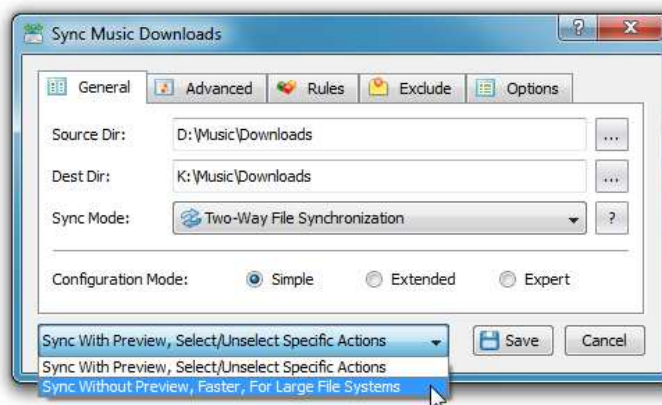 Sync Music Downloads
?
X
General Advanced Rules Exclude Options
Source Dir: D:\Music\Downloads ...
Dest Dir: K:\Music\Downloads ...
Sync Mode: Two-Way File Synchronization ?
Configuration Mode: Simple Extended Expert
Sync With Preview, Select/Unselect Specific Actions Save Cancel
Sync With Preview, Select/Unselect Specific Actions
Sync Without Preview, Faster, For Large File Systems